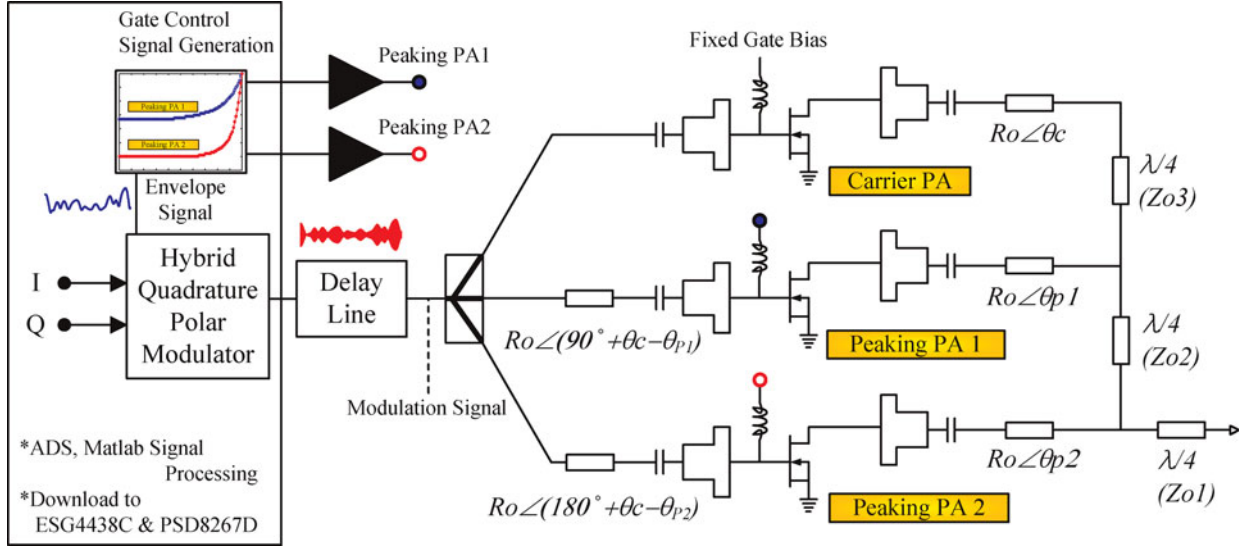 Gate Control
Signal Generation
Peaking PA 1
Peaking PA 2
Peaking PA1
Peaking PA2
Envelope
Signal
I
Q
Hybrid
Quadrature
Polar
Modulator
Delay
Line
Modulation Signal
*ADS, Matlab Signal
Processing
*Download to
ESG4438C & PSD8267D
Fixed Gate Bias
Carrier PA
Ro∠θc
λ/4
(Zo3)
Ro∠(90°+θc-θP1)
Peaking PA 1
Ro∠θp1
λ/4
(Zo2)
Ro∠(180°+θc-θP2)
Peaking PA 2
Ro∠θp2
λ/4
(Zo1)